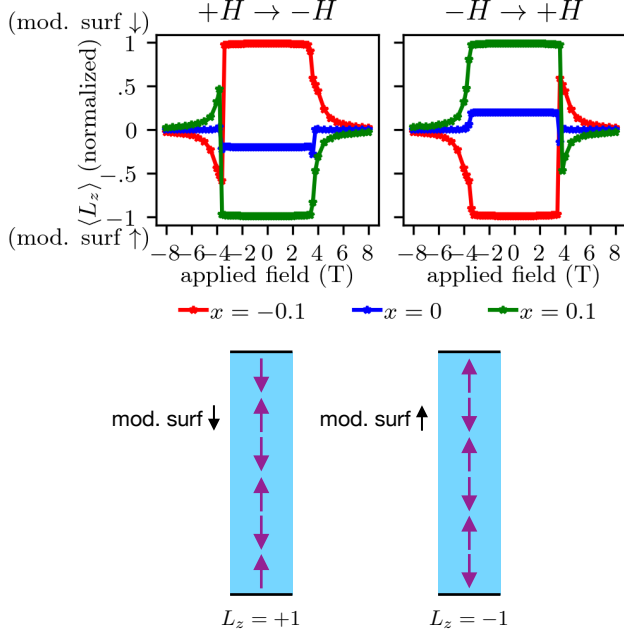 +H → −H
−H → +H
(mod. surf ↓)
1
.5
0
−.5
−1
⟨L_z⟩ (normalized)
(mod. surf ↑)
−8 −6 −4 −2 0 2 4 6 8
−8 −6 −4 −2 0 2 4 6 8
applied field (T)
applied field (T)
x = −0.1
x = 0
x = 0.1
mod. surf ↓
mod. surf ↑
L_z = +1
L_z = −1